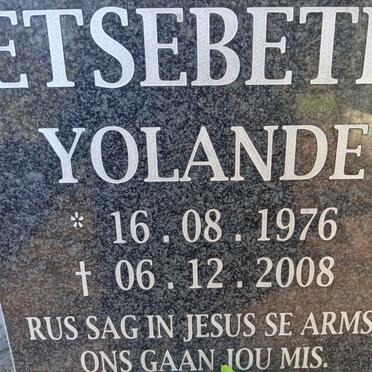 ETSEBETH
YOLANDE
* 16.08.1976
† 06.12.2008
RUS SAG IN JESUS SE ARMS
ONS GAAN JOU MIS.